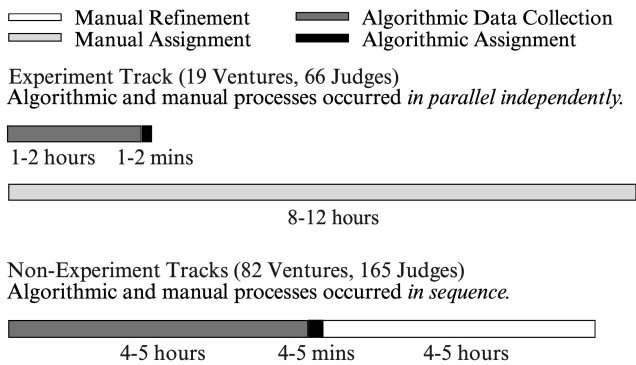 Manual Refinement
Algorithmic Data Collection
Manual Assignment
Algorithmic Assignment
Experiment Track (19 Ventures, 66 Judges)
Algorithmic and manual processes occurred in parallel independently.
1-2 hours 1-2 mins
8-12 hours
Non-Experiment Tracks (82 Ventures, 165 Judges)
Algorithmic and manual processes occurred in sequence.
4-5 hours 4-5 mins 4-5 hours